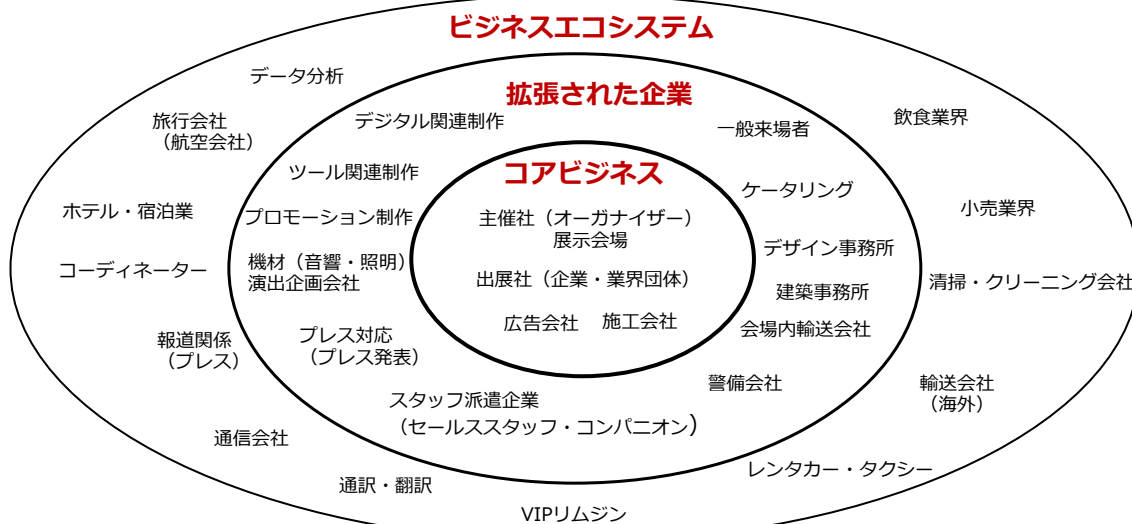 ビジネスエコシステム
データ分析
拡張された企業
旅行会社
（航空会社）
デジタル関連制作
一般来場者
飲食業界
ツール関連制作
コアビジネス
ケータリング
ホテル・宿泊業
プロモーション制作
主催社（オーガナイザー）
展示会場
小売業界
コーディネーター
機材（音響・照明）
演出企画会社
出展社（企業・業界団体）
デザイン事務所
建築事務所
清掃・クリーニング会社
広告会社
施工会社
会場内輸送会社
報道関係
（プレス）
プレス対応
（プレス発表）
警備会社
輸送会社
（海外）
スタッフ派遣企業
（セールススタッフ・コンパニオン）
通信会社
レンタカー・タクシー
通訳・翻訳
VIPリムジン